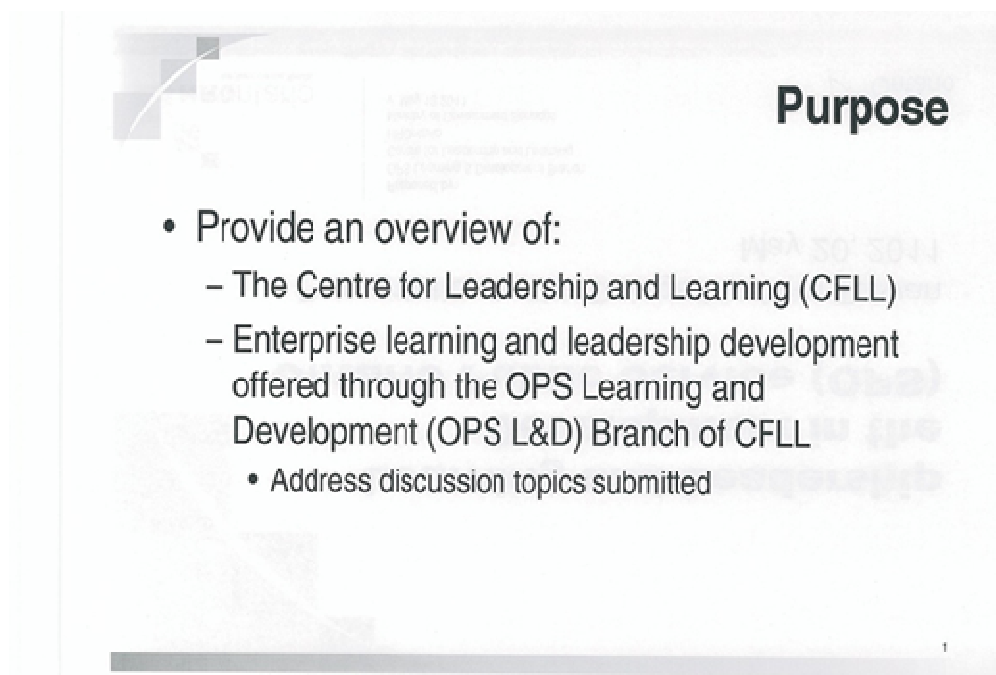 Purpose
• Provide an overview of:
– The Centre for Leadership and Learning (CFLL)
– Enterprise learning and leadership development
offered through the OPS Learning and
Development (OPS L&D) Branch of CFLL
• Address discussion topics submitted
1